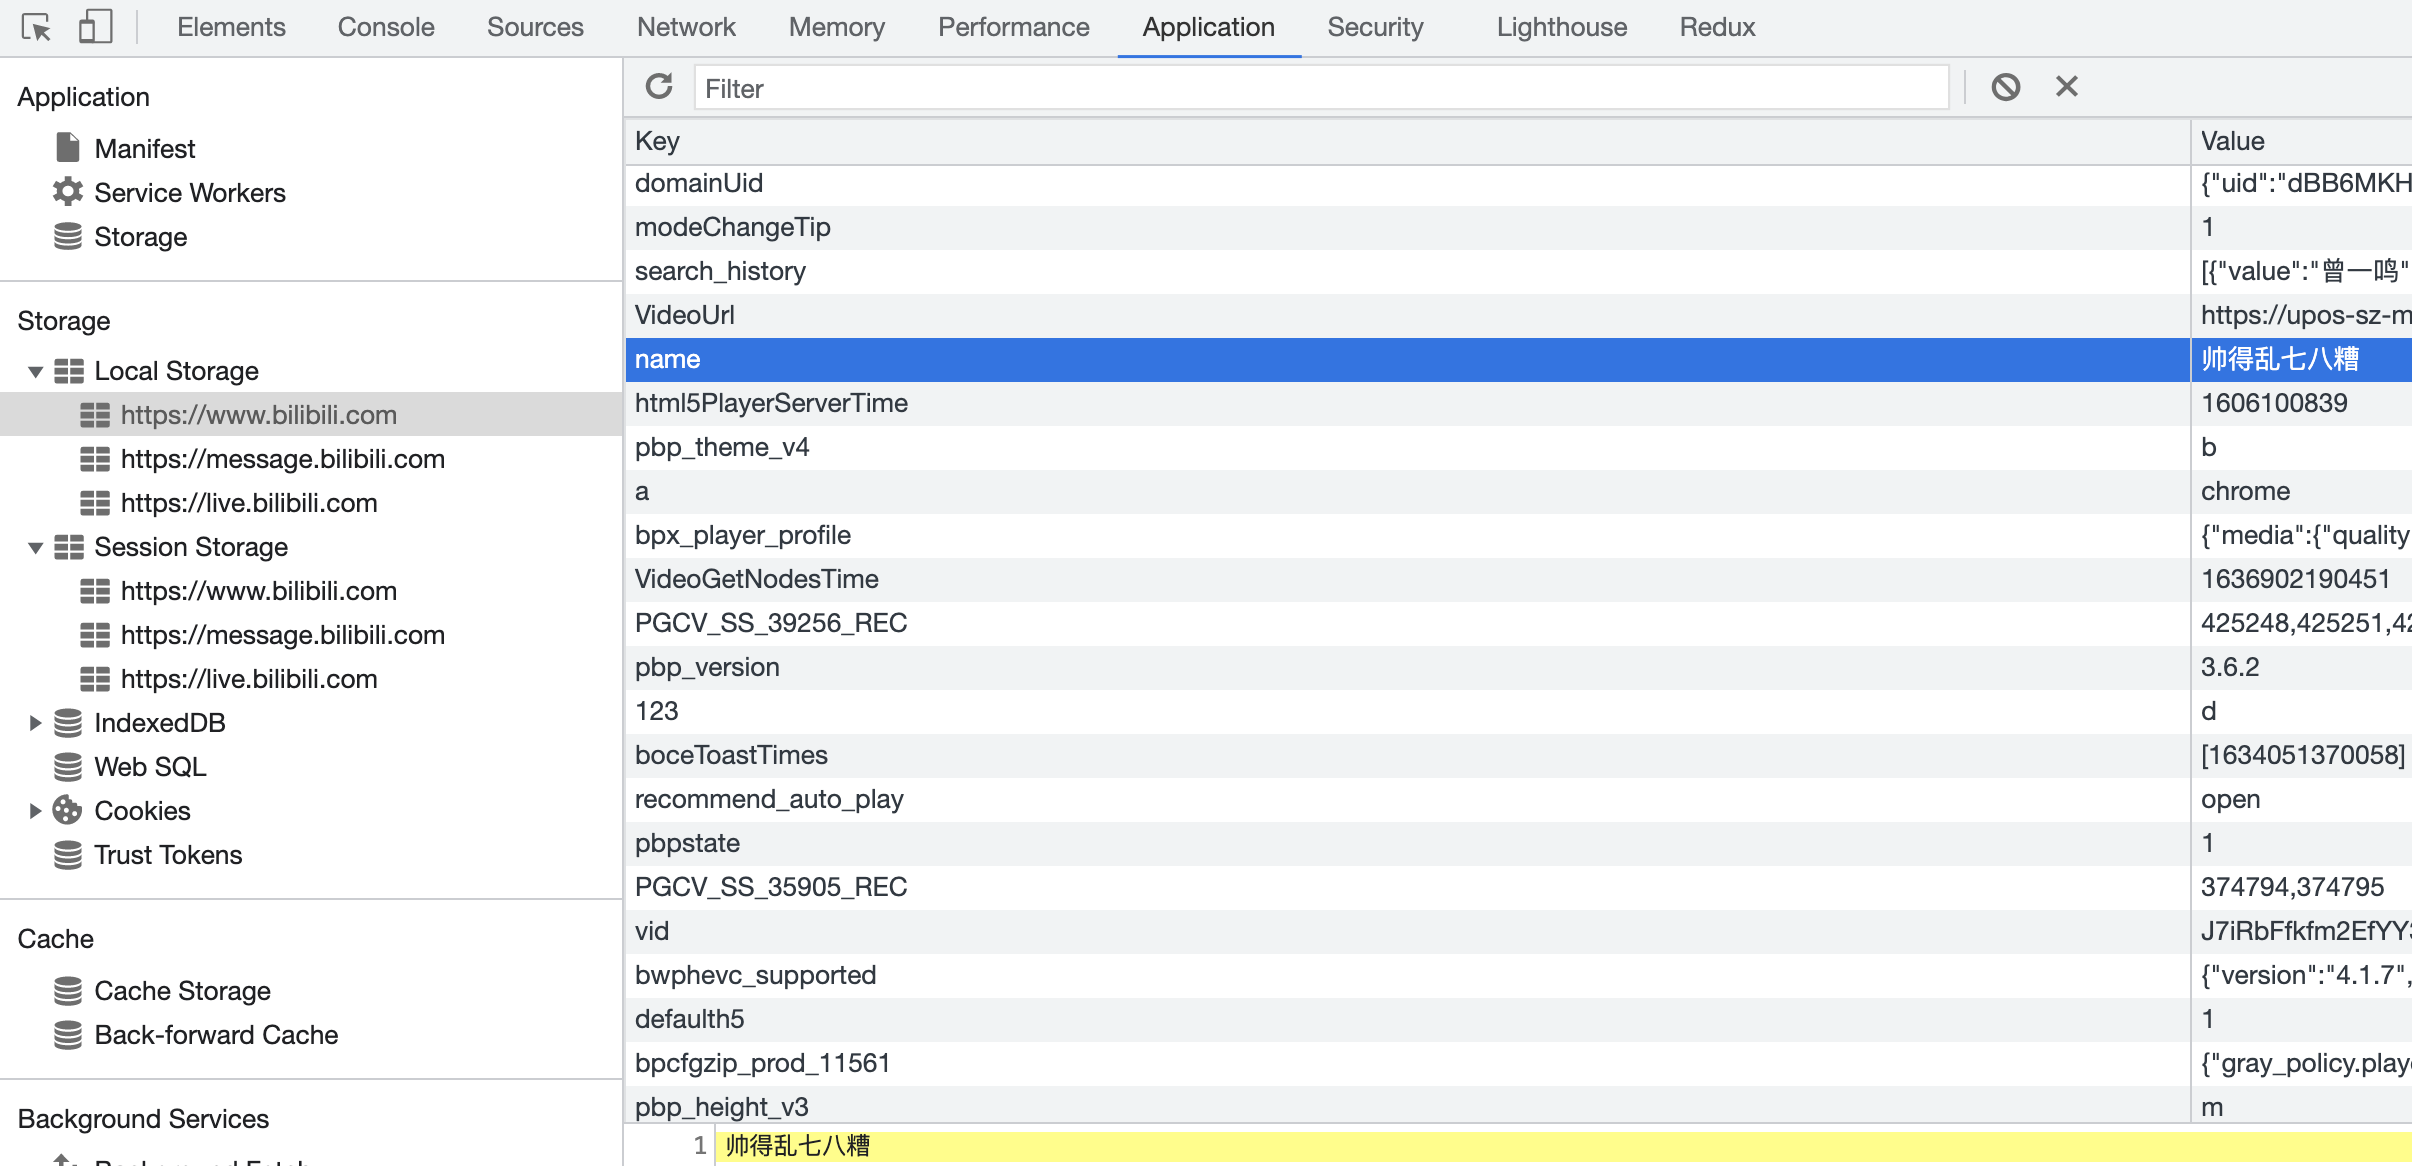 Elements Console Sources Network Memory Performance Application Security Lighthouse Redux
Application
Manifest
Service Workers
Storage
Storage
Local Storage
https://www.bilibili.com
https://message.bilibili.com
https://live.bilibili.com
Session Storage
https://www.bilibili.com
https://message.bilibili.com
https://live.bilibili.com
IndexedDB
Web SQL
Cookies
Trust Tokens
Cache
Cache Storage
Back-forward Cache
Background Services
Filter
Key Value
domainUid {"uid":"dBB6MKH
modeChangeTip 1
search_history [{"value":"曾一鸣"
VideoUrl https://upos-sz-m
name 帅得乱七八糟
html5PlayerServerTime 1606100839
pbp_theme_v4 b
a chrome
bpx_player_profile {"media":{"quality
VideoGetNodesTime 1636902190451
PGCV_SS_39256_REC 425248,425251,42
pbp_version 3.6.2
123 d
boceToastTimes [1634051370058]
recommend_auto_play open
pbpstate 1
PGCV_SS_35905_REC 374794,374795
vid J7iRbFfkfm2EfYY
bwphevc_supported {"version":"4.1.7",
defaulth5 1
bpcfgzip_prod_11561 {"gray_policy.play
pbp_height_v3 m
1 帅得乱七八糟